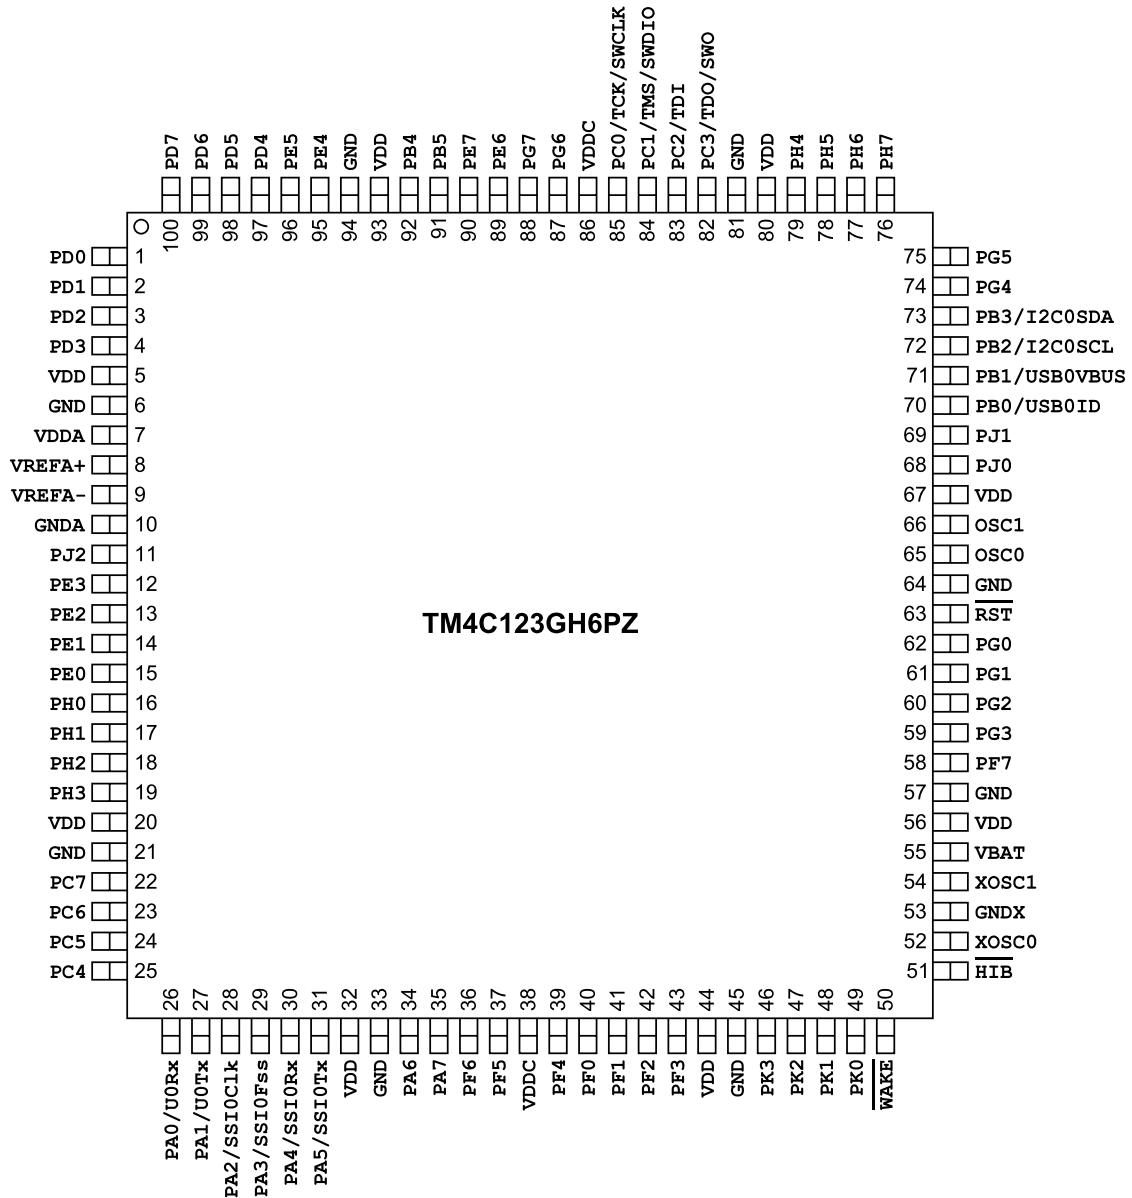 PC0/TCK/SWCLK
PC1/TMS/SWDIO
PC2/TDI
PC3/TDO/SWO
PD7 PD6 PD5 PD4 PE5 PE4 GND VDD PB4 PB5 PE7 PE6 PG7 PG6 VDDC GND VDD PH4 PH5 PH6 PH7
100 99 98 97 96 95 94 93 92 91 90 89 88 87 86 85 84 83 82 81 80 79 78 77 76
PD0 1 75 PG5
PD1 2 74 PG4
PD2 3 73 PB3/I2C0SDA
PD3 4 72 PB2/I2C0SCL
VDD 5 71 PB1/USB0VBUS
GND 6 70 PB0/USB0ID
VDDA 7 69 PJ1
VREFA+ 8 68 PJ0
VREFA- 9 67 VDD
GNDA 10 66 OSC1
PJ2 11 65 OSC0
PE3 12 64 GND
PE2 13 63 RST
TM4C123GH6PZ
PE1 14 62 PG0
PE0 15 61 PG1
PH0 16 60 PG2
PH1 17 59 PG3
PH2 18 58 PF7
PH3 19 57 GND
VDD 20 56 VDD
GND 21 55 VBAT
PC7 22 54 XOSC1
PC6 23 53 GNDX
PC5 24 52 XOSC0
PC4 25 51 HIB
26 27 28 29 30 31 32 33 34 35 36 37 38 39 40 41 42 43 44 45 46 47 48 49 50
PA0/U0Rx
PA1/U0Tx
PA2/SSI0Clk
PA3/SSI0Fss
PA4/SSI0Rx
PA5/SSI0Tx
VDD GND PA6 PA7 PF6 PF5 VDDC PF4 PF0 PF1 PF2 PF3 VDD GND PK3 PK2 PK1 PK0 WAKE